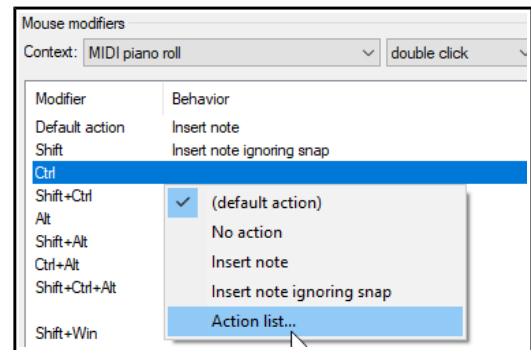 Mouse modifiers
Context: MIDI piano roll double click
Modifier Behavior
Default action Insert note
Shift Insert note ignoring snap
Ctrl
Shift+Ctrl (default action)
Alt No action
Shift+Alt Insert note
Ctrl+Alt Insert note ignoring snap
Shift+Ctrl+Alt Action list...
Shift+Win